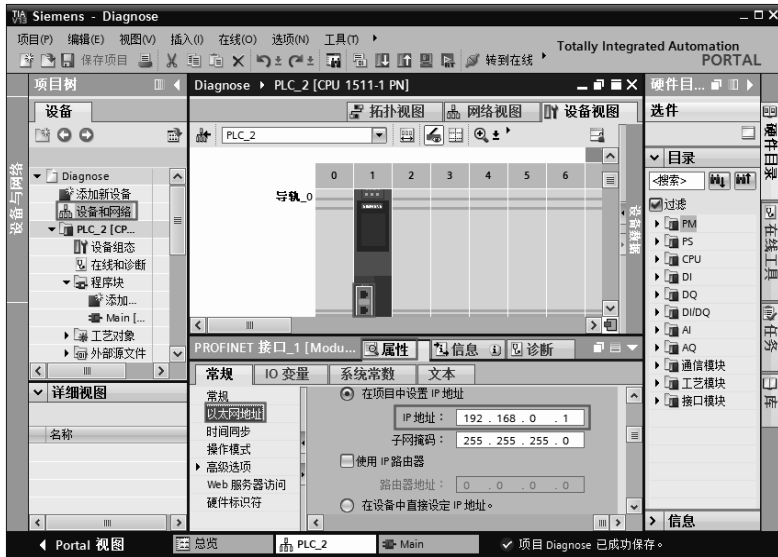 Siemens - Diagnose
项目(P) 编辑(E) 视图(V) 插入(I) 在线(O) 选项(N) 工具(T)
Totally Integrated Automation
PORTAL
保存项目 转到在线
项目树
Diagnose PLC_2 [CPU 1511-1 PN]
硬件目...
设备
拓扑视图 网络视图 设备视图
选件
PLC_2
目录
<搜索>
过滤
PM
PS
CPU
DI
DQ
DI/DQ
AI
AQ
通信模块
工艺模块
接口模块
信息
Diagnose
添加新设备
设备和网络
PLC_2 [CP...
设备组态
在线和诊断
程序块
添加...
Main [...
工艺对象
外部源文件
详细视图
名称
0 1 2 3 4 5 6
导轨_0
SIEMENS
设备数据
PROFINET 接口_1 [Modu... 属性 信息 诊断
常规 IO 变量 系统常数 文本
常规
以太网地址
时间同步
操作模式
高级选项
Web 服务器访问
硬件标识符
在项目中设置 IP 地址
IP 地址： 192 . 168 . 0 . 1
子网掩码： 255 . 255 . 255 . 0
使用 IP 路由器
路由器地址： 0 . 0 . 0 . 0
在设备中直接设定 IP 地址。
设备与网络
硬件目录
在线工具
任务
库
Portal 视图 总览 PLC_2 Main 项目 Diagnose 已成功保存。